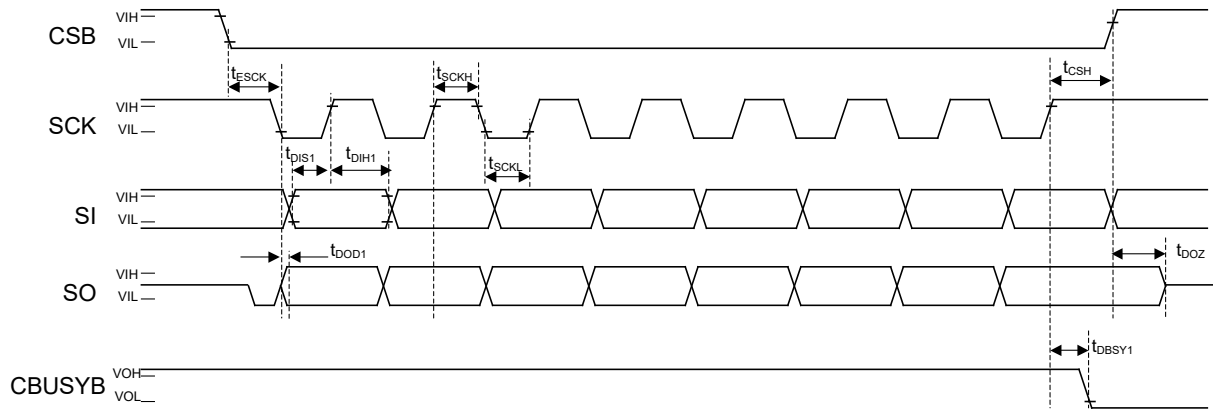 CSB
VIH
VIL
tESCK
tSCKH
tCSH
SCK
VIH
VIL
tDIS1
tDIH1
tSCKL
SI
VIH
VIL
tDOD1
tDOZ
SO
VIH
VIL
tDBSY1
CBUSYB
VOH
VOL